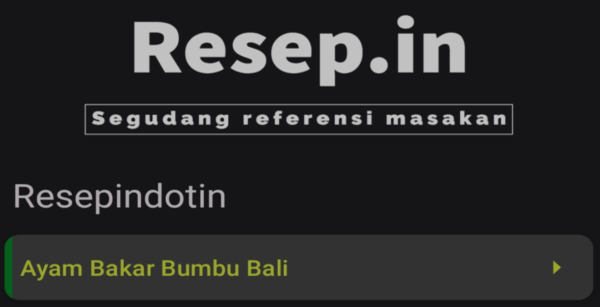 Resep.in
Segudang referensi masakan
Resepindotin
Ayam Bakar Bumbu Bali